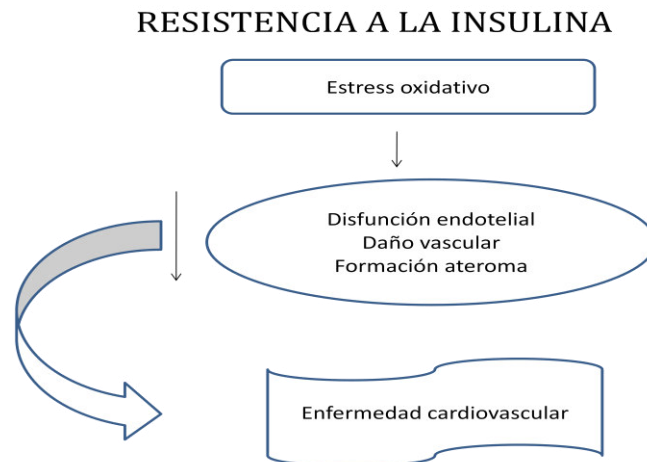 RESISTENCIA A LA INSULINA
Estress oxidativo
Disfunción endotelial
Daño vascular
Formación ateroma
Enfermedad cardiovascular